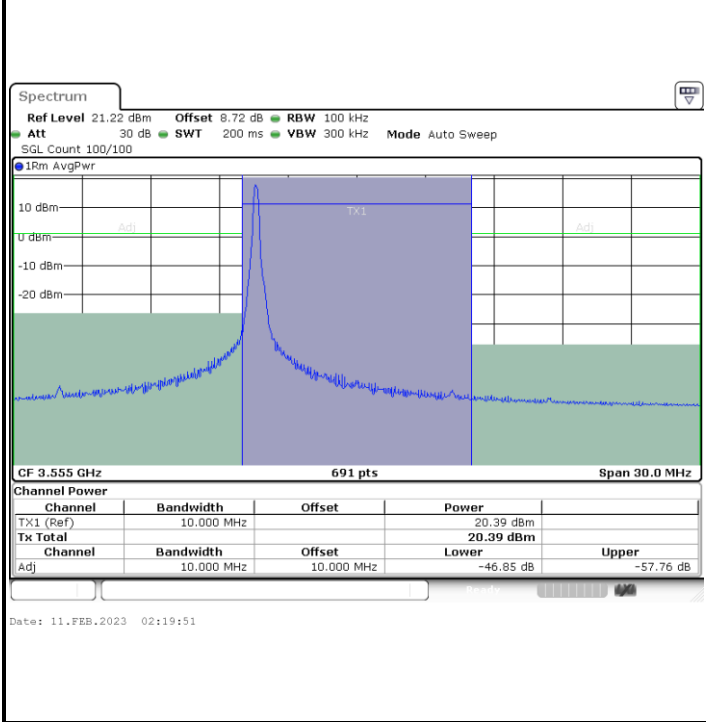 Spectrum
Ref Level 21.22 dBm Offset 8.72 dB RBW 100 kHz
Att 30 dB SWT 200 ms VBW 300 kHz Mode Auto Sweep
SGL Count 100/100
1Rm AvgPwr
10 dBm
TX1
Adj
Adj
0 dBm
-10 dBm
-20 dBm
CF 3.555 GHz 691 pts Span 30.0 MHz
Channel Power
Channel Bandwidth Offset Power
TX1 (Ref) 10.000 MHz 20.39 dBm
Tx Total 20.39 dBm
Channel Bandwidth Offset Lower Upper
Adj 10.000 MHz 10.000 MHz -46.85 dB -57.76 dB
Ready
Date: 11.FEB.2023 02:19:51